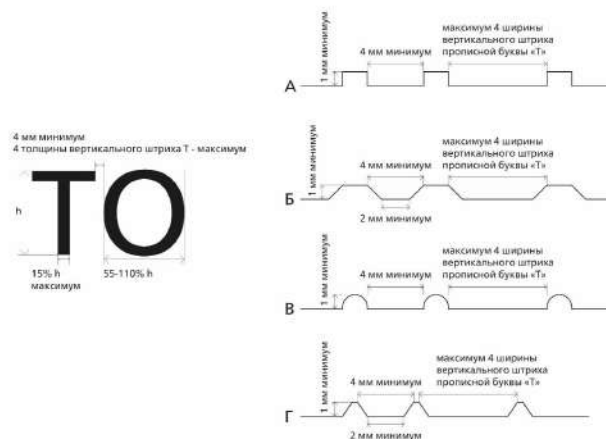 4 мм минимум
4 толщины вертикального штриха Т - максимум
h
ТО
15% h
максимум
55-110% h
А
1 мм минимум
4 мм минимум
максимум 4 ширины
вертикального штриха
прописной буквы «Т»
Б
1 мм минимум
4 мм минимум
максимум 4 ширины
вертикального штриха
прописной буквы «Т»
2 мм минимум
В
1 мм минимум
4 мм минимум
максимум 4 ширины
вертикального штриха
прописной буквы «Т»
Г
1 мм минимум
4 мм минимум
максимум 4 ширины
вертикального штриха
прописной буквы «Т»
2 мм минимум